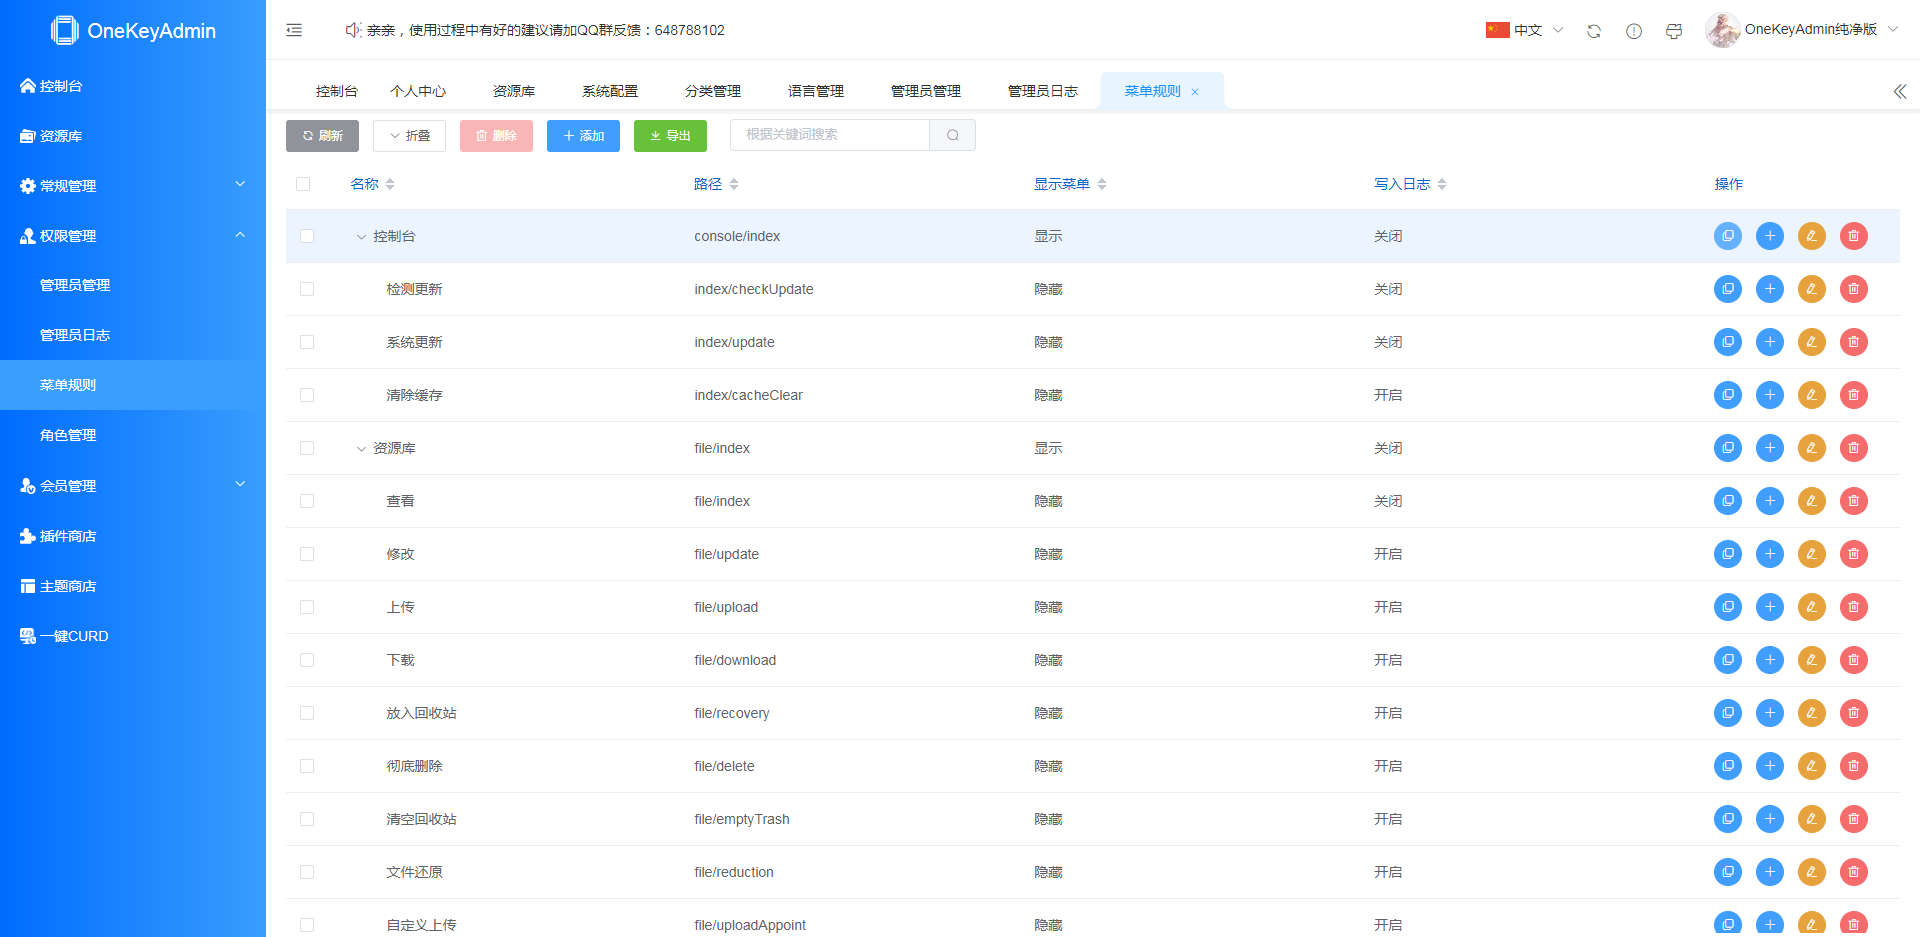 OneKeyAdmin
亲亲，使用过程中有好的建议请加QQ群反馈：648788102
中文
OneKeyAdmin纯净版
控制台
资源库
常规管理
权限管理
管理员管理
管理员日志
菜单规则
角色管理
会员管理
插件商店
主题商店
一键CURD
控制台 个人中心 资源库 系统配置 分类管理 语言管理 管理员管理 管理员日志 菜单规则
刷新 折叠 删除 添加 导出 根据关键词搜索
名称 路径 显示菜单 写入日志 操作
控制台 console/index 显示 关闭
检测更新 index/checkUpdate 隐藏 关闭
系统更新 index/update 隐藏 关闭
清除缓存 index/cacheClear 隐藏 开启
资源库 file/index 显示 关闭
查看 file/index 隐藏 关闭
修改 file/update 隐藏 开启
上传 file/upload 隐藏 开启
下载 file/download 隐藏 开启
放入回收站 file/recovery 隐藏 开启
彻底删除 file/delete 隐藏 开启
清空回收站 file/emptyTrash 隐藏 开启
文件还原 file/reduction 隐藏 开启
自定义上传 file/uploadAppoint 隐藏 开启